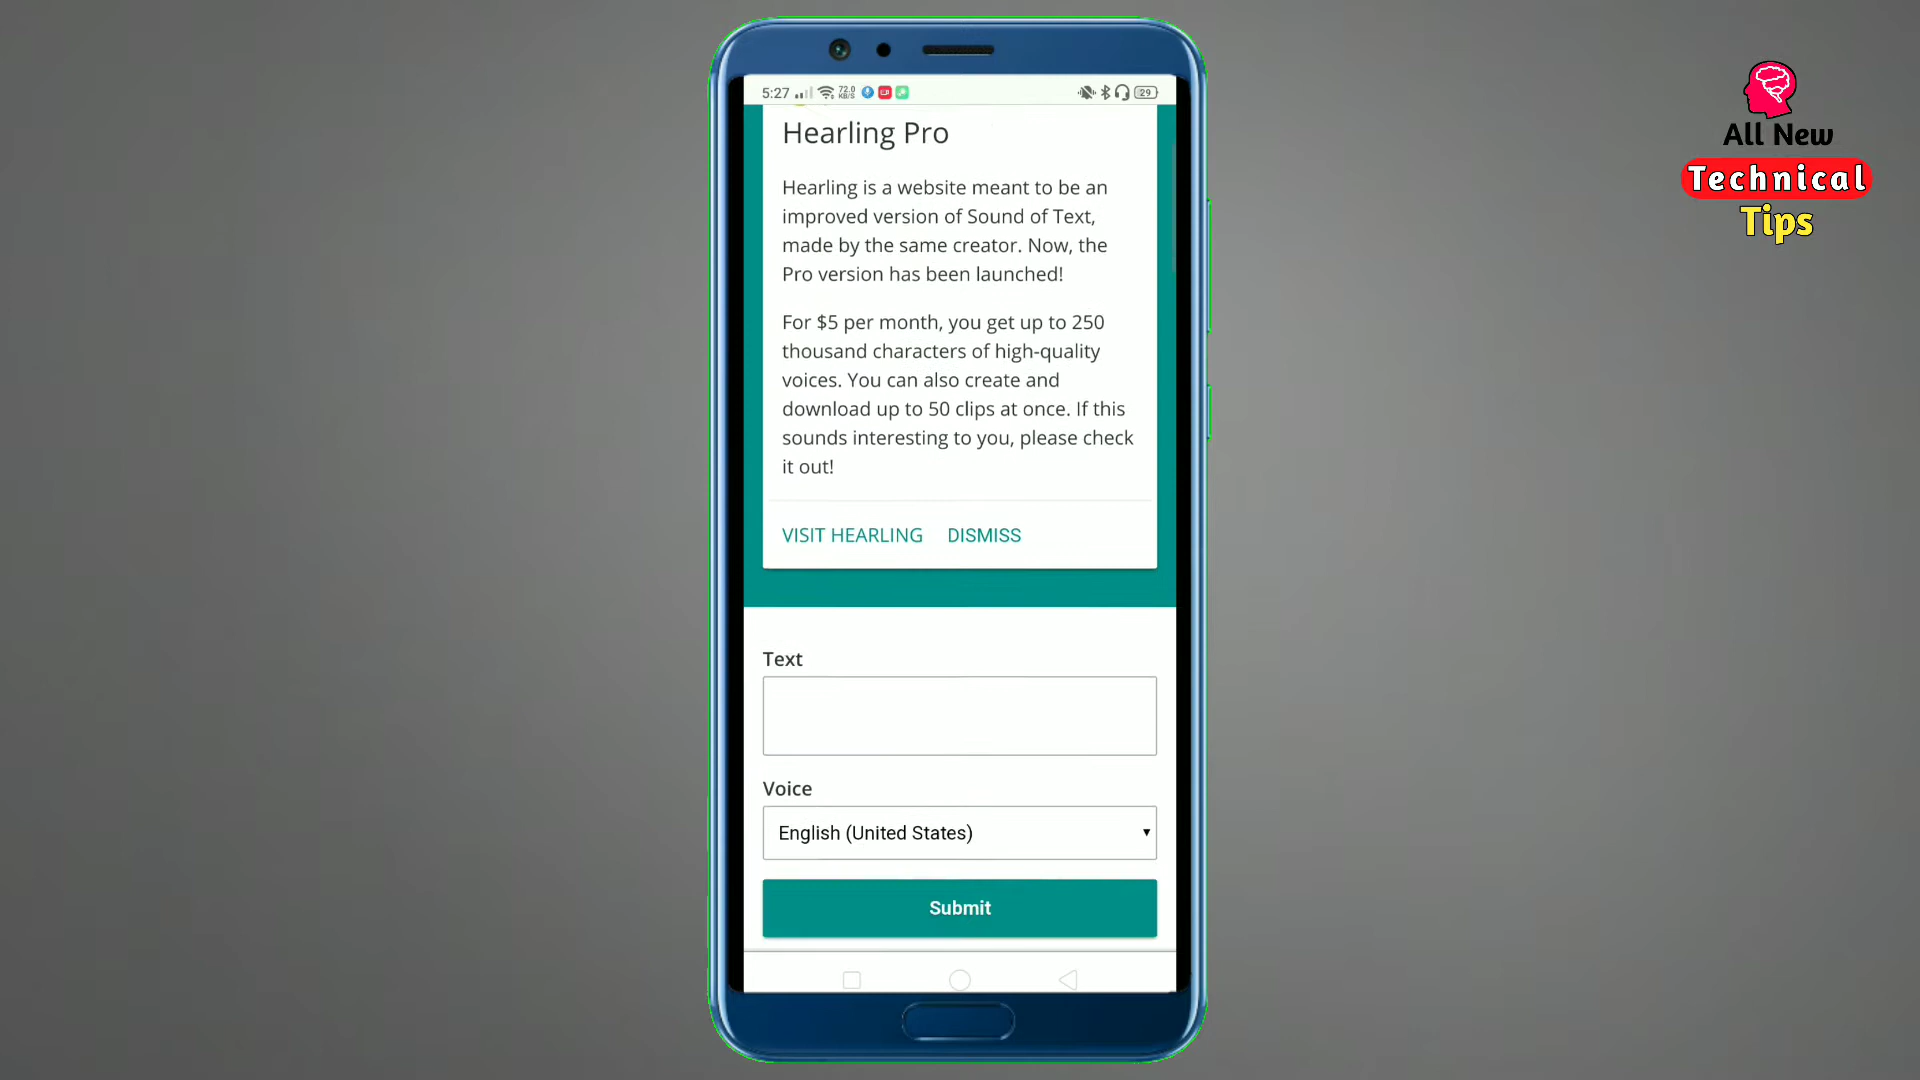 5:27 72.0 KB/S 29
Hearling Pro
Hearling is a website meant to be an
improved version of Sound of Text,
made by the same creator. Now, the
Pro version has been launched!
For $5 per month, you get up to 250
thousand characters of high-quality
voices. You can also create and
download up to 50 clips at once. If this
sounds interesting to you, please check
it out!
VISIT HEARLING DISMISS
Text
Voice
English (United States)
Submit
All New
Technical
Tips